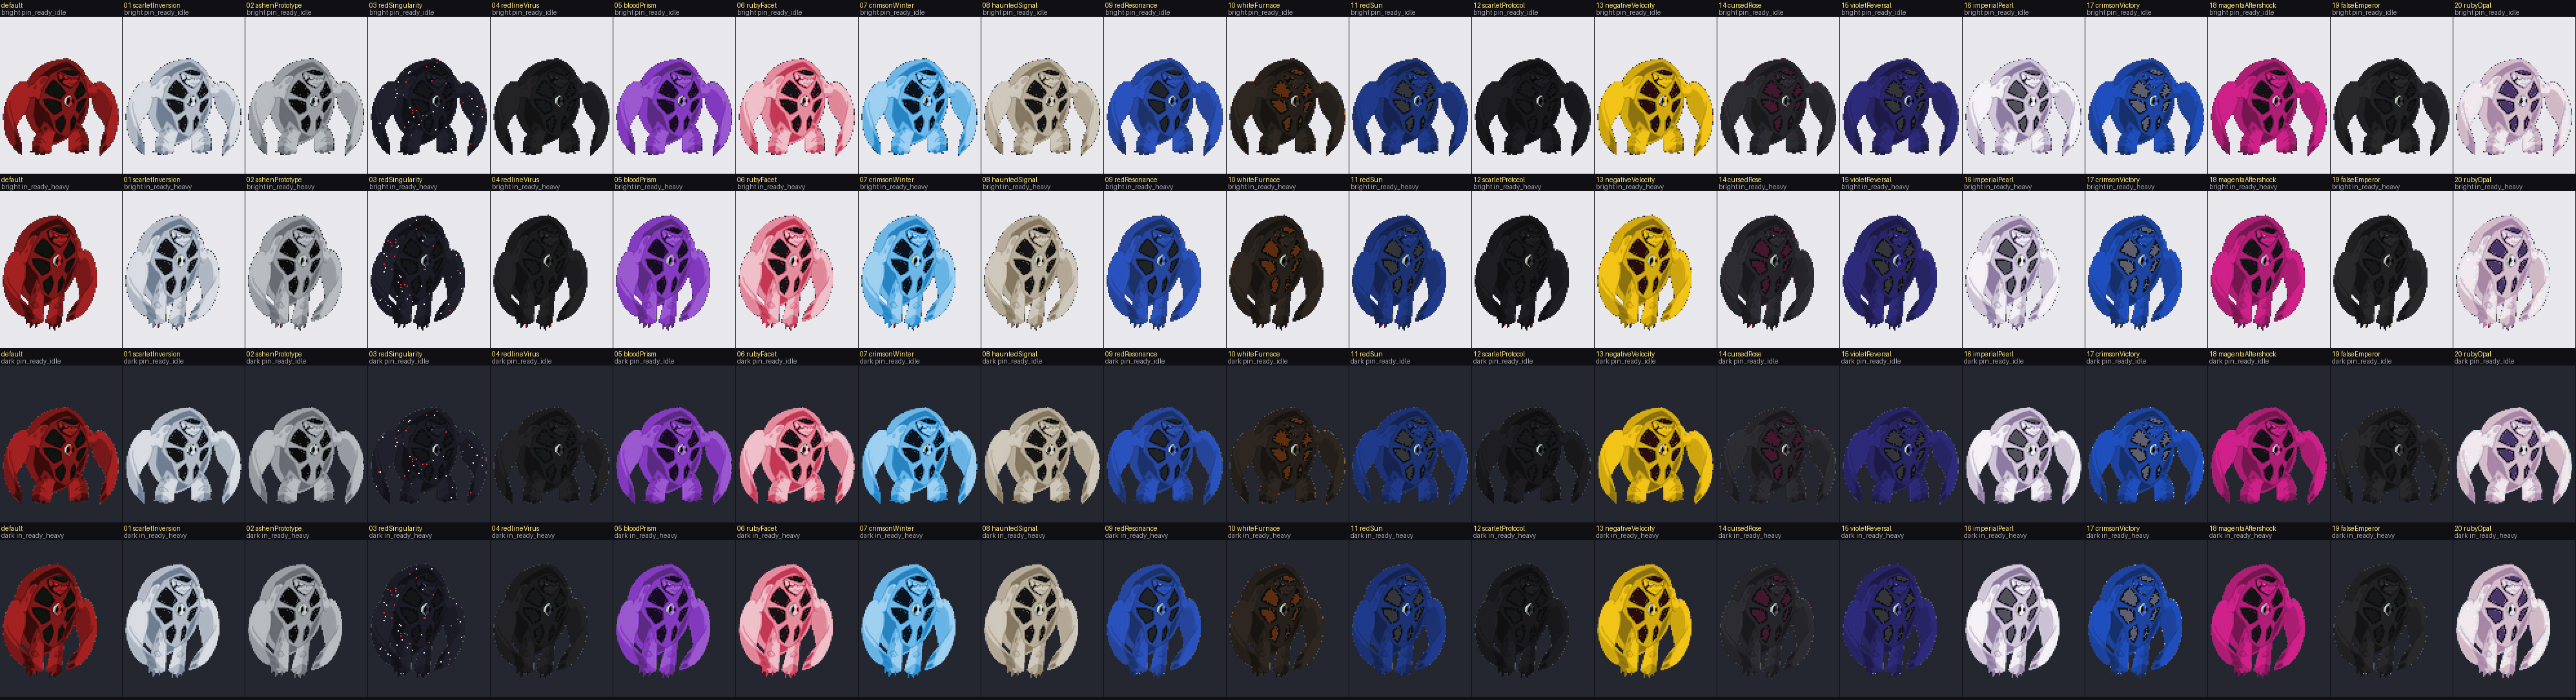 default 01 scarletInversion 02 ashenPrototype 03 redSingularity 04 redlineVirus 05 bloodPrism 06 rubyFacet 07 crimsonWinter 08 hauntedSignal 09 redResonance 10 whiteFurnace 11 redSun 12 scarletProtocol 13 negativeVelocity 14 cursedRose 15 violetReversal 16 imperialPearl 17 crimsonVictory 18 magentaAftershock 19 falseEmperor 20 rubyOpal
bright pin_ready_idle bright pin_ready_idle bright pin_ready_idle bright pin_ready_idle bright pin_ready_idle bright pin_ready_idle bright pin_ready_idle bright pin_ready_idle bright pin_ready_idle bright pin_ready_idle bright pin_ready_idle bright pin_ready_idle bright pin_ready_idle bright pin_ready_idle bright pin_ready_idle bright pin_ready_idle bright pin_ready_idle bright pin_ready_idle bright pin_ready_idle bright pin_ready_idle bright pin_ready_idle
default 01 scarletInversion 02 ashenPrototype 03 redSingularity 04 redlineVirus 05 bloodPrism 06 rubyFacet 07 crimsonWinter 08 hauntedSignal 09 redResonance 10 whiteFurnace 11 redSun 12 scarletProtocol 13 negativeVelocity 14 cursedRose 15 violetReversal 16 imperialPearl 17 crimsonVictory 18 magentaAftershock 19 falseEmperor 20 rubyOpal
bright in_ready_heavy bright in_ready_heavy bright in_ready_heavy bright in_ready_heavy bright in_ready_heavy bright in_ready_heavy bright in_ready_heavy bright in_ready_heavy bright in_ready_heavy bright in_ready_heavy bright in_ready_heavy bright in_ready_heavy bright in_ready_heavy bright in_ready_heavy bright in_ready_heavy bright in_ready_heavy bright in_ready_heavy bright in_ready_heavy bright in_ready_heavy bright in_ready_heavy bright in_ready_heavy
default 01 scarletInversion 02 ashenPrototype 03 redSingularity 04 redlineVirus 05 bloodPrism 06 rubyFacet 07 crimsonWinter 08 hauntedSignal 09 redResonance 10 whiteFurnace 11 redSun 12 scarletProtocol 13 negativeVelocity 14 cursedRose 15 violetReversal 16 imperialPearl 17 crimsonVictory 18 magentaAftershock 19 falseEmperor 20 rubyOpal
dark pin_ready_idle dark pin_ready_idle dark pin_ready_idle dark pin_ready_idle dark pin_ready_idle dark pin_ready_idle dark pin_ready_idle dark pin_ready_idle dark pin_ready_idle dark pin_ready_idle dark pin_ready_idle dark pin_ready_idle dark pin_ready_idle dark pin_ready_idle dark pin_ready_idle dark pin_ready_idle dark pin_ready_idle dark pin_ready_idle dark pin_ready_idle dark pin_ready_idle dark pin_ready_idle
default 01 scarletInversion 02 ashenPrototype 03 redSingularity 04 redlineVirus 05 bloodPrism 06 rubyFacet 07 crimsonWinter 08 hauntedSignal 09 redResonance 10 whiteFurnace 11 redSun 12 scarletProtocol 13 negativeVelocity 14 cursedRose 15 violetReversal 16 imperialPearl 17 crimsonVictory 18 magentaAftershock 19 falseEmperor 20 rubyOpal
dark in_ready_heavy dark in_ready_heavy dark in_ready_heavy dark in_ready_heavy dark in_ready_heavy dark in_ready_heavy dark in_ready_heavy dark in_ready_heavy dark in_ready_heavy dark in_ready_heavy dark in_ready_heavy dark in_ready_heavy dark in_ready_heavy dark in_ready_heavy dark in_ready_heavy dark in_ready_heavy dark in_ready_heavy dark in_ready_heavy dark in_ready_heavy dark in_ready_heavy dark in_ready_heavy